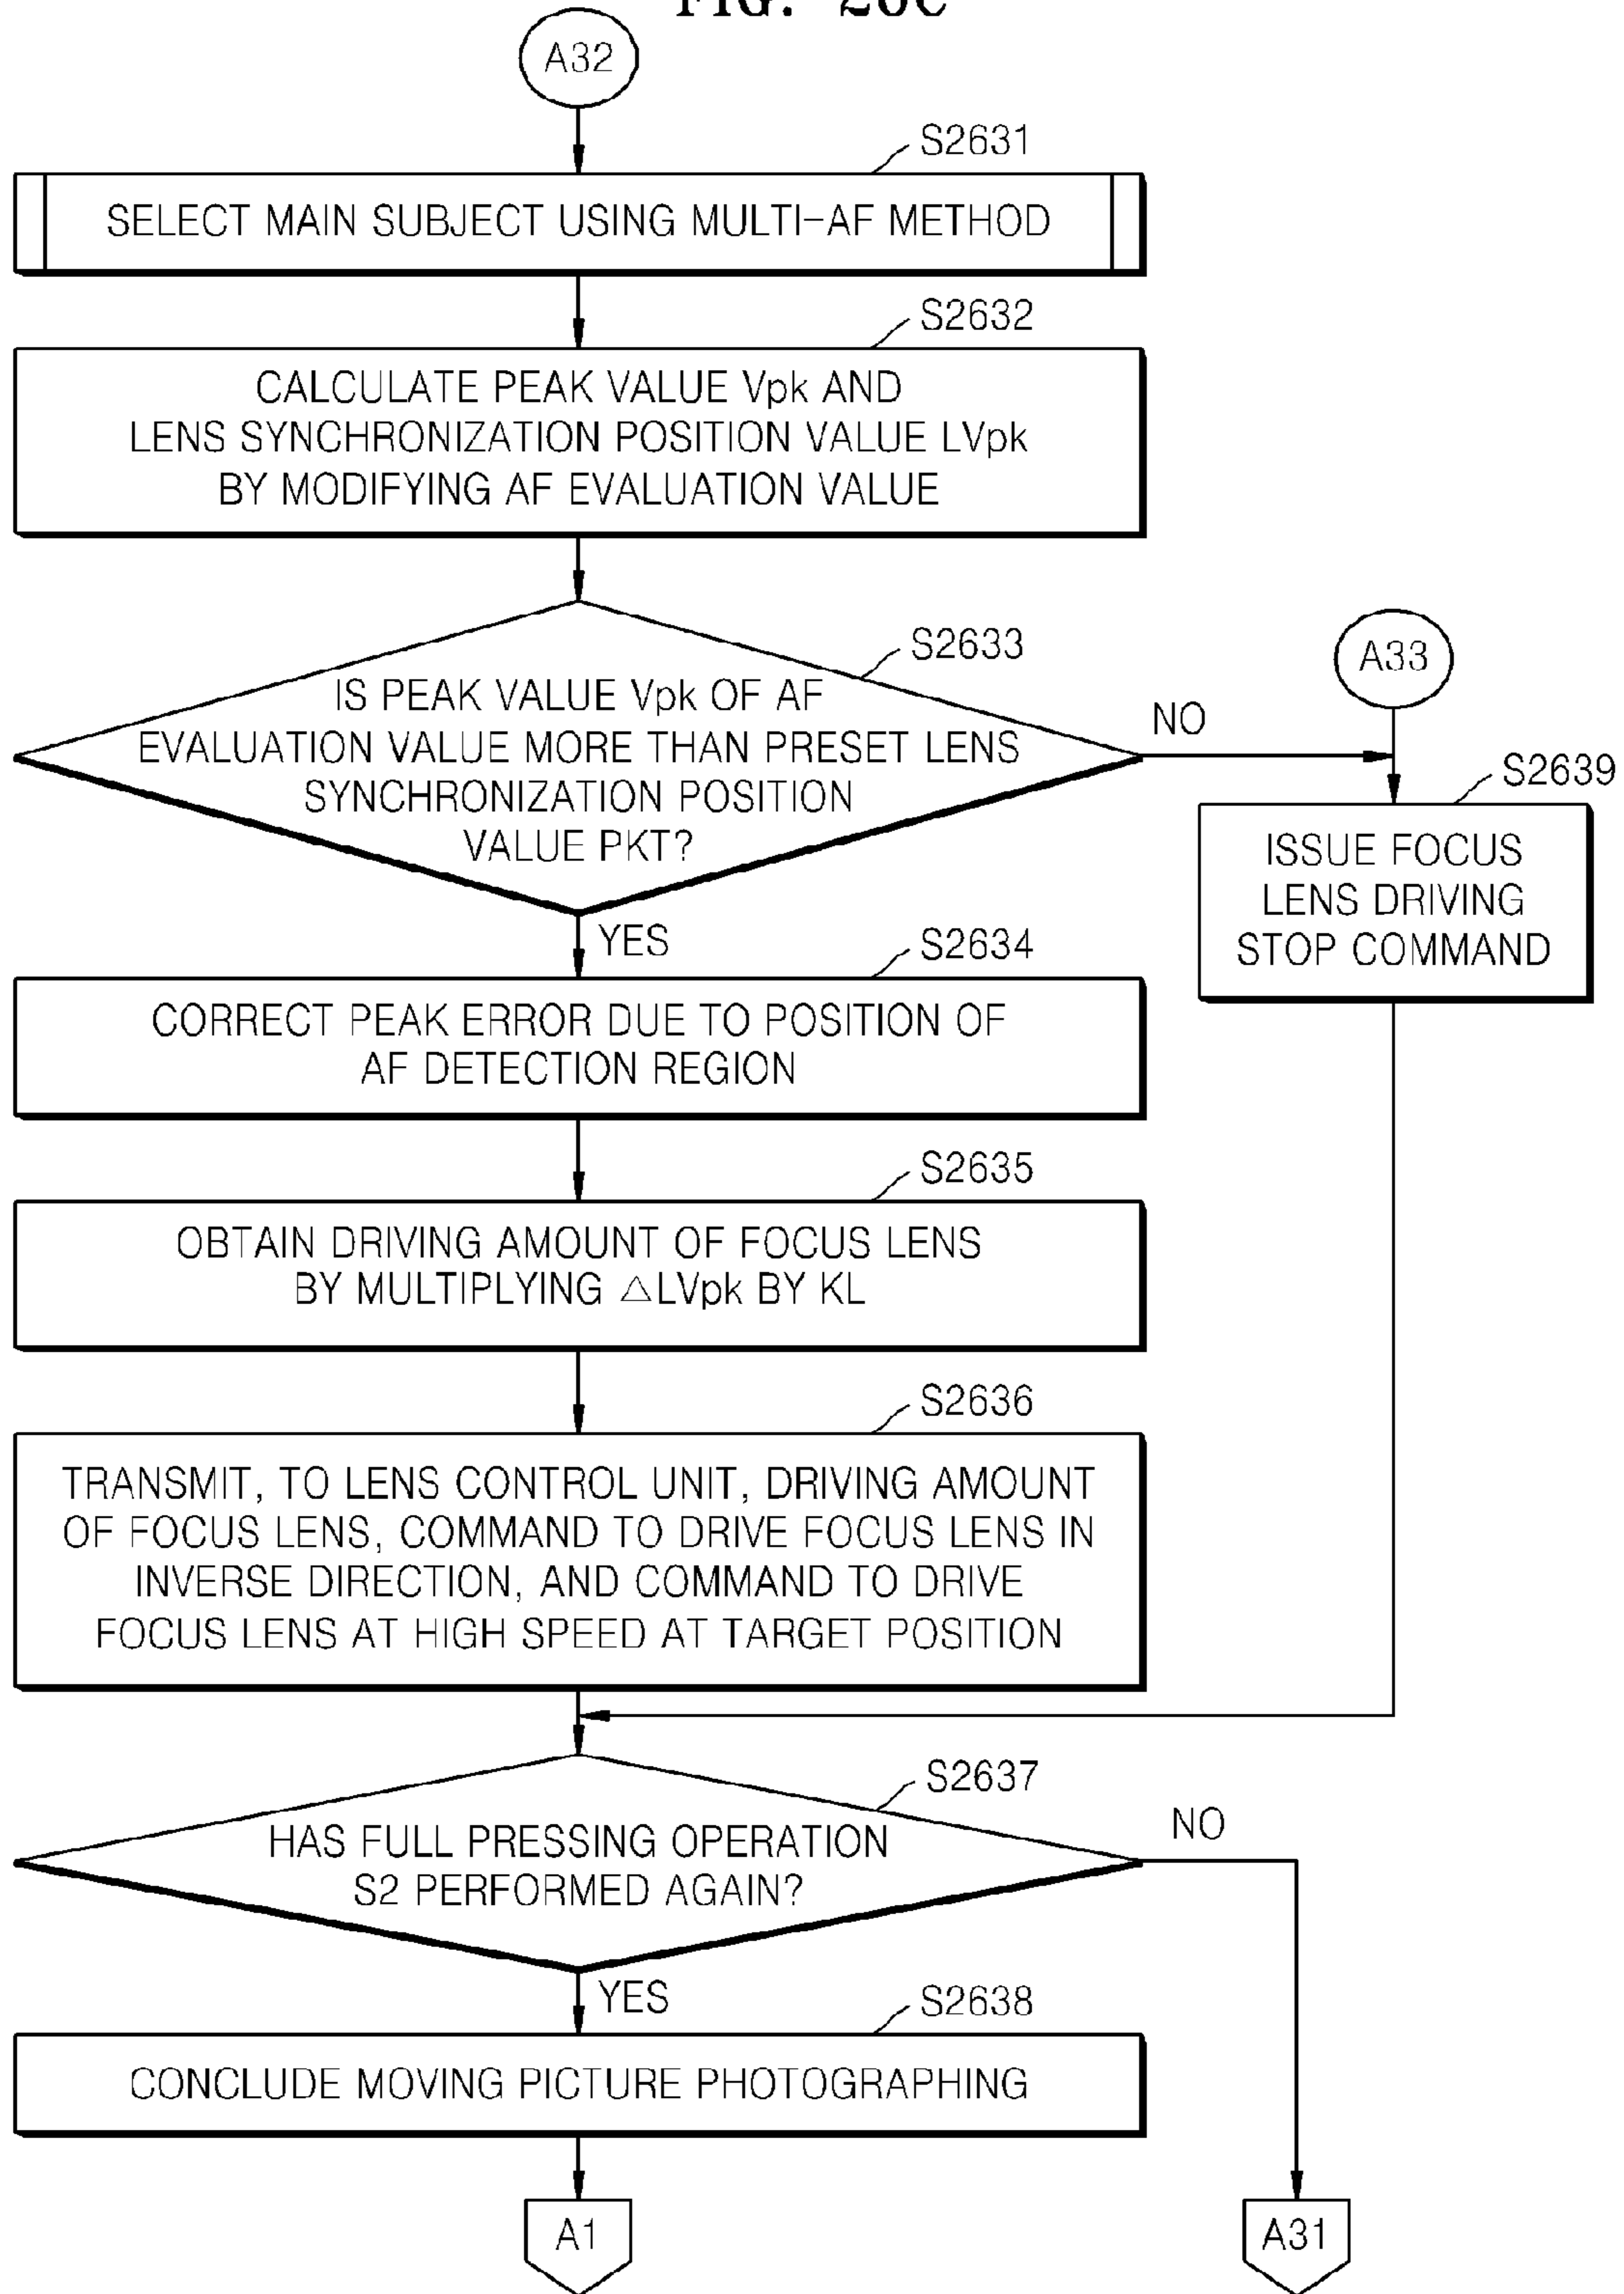 FIG. 26C
A32
S2631
SELECT MAIN SUBJECT USING MULTI-AF METHOD
S2632
CALCULATE PEAK VALUE Vpk AND
LENS SYNCHRONIZATION POSITION VALUE LVpk
BY MODIFYING AF EVALUATION VALUE
S2633
IS PEAK VALUE Vpk OF AF
EVALUATION VALUE MORE THAN PRESET LENS
SYNCHRONIZATION POSITION
VALUE PKT?
NO
A33
S2639
ISSUE FOCUS
LENS DRIVING
STOP COMMAND
YES
S2634
CORRECT PEAK ERROR DUE TO POSITION OF
AF DETECTION REGION
S2635
OBTAIN DRIVING AMOUNT OF FOCUS LENS
BY MULTIPLYING △LVpk BY KL
S2636
TRANSMIT, TO LENS CONTROL UNIT, DRIVING AMOUNT
OF FOCUS LENS, COMMAND TO DRIVE FOCUS LENS IN
INVERSE DIRECTION, AND COMMAND TO DRIVE
FOCUS LENS AT HIGH SPEED AT TARGET POSITION
S2637
HAS FULL PRESSING OPERATION
S2 PERFORMED AGAIN?
NO
YES
S2638
CONCLUDE MOVING PICTURE PHOTOGRAPHING
A1
A31